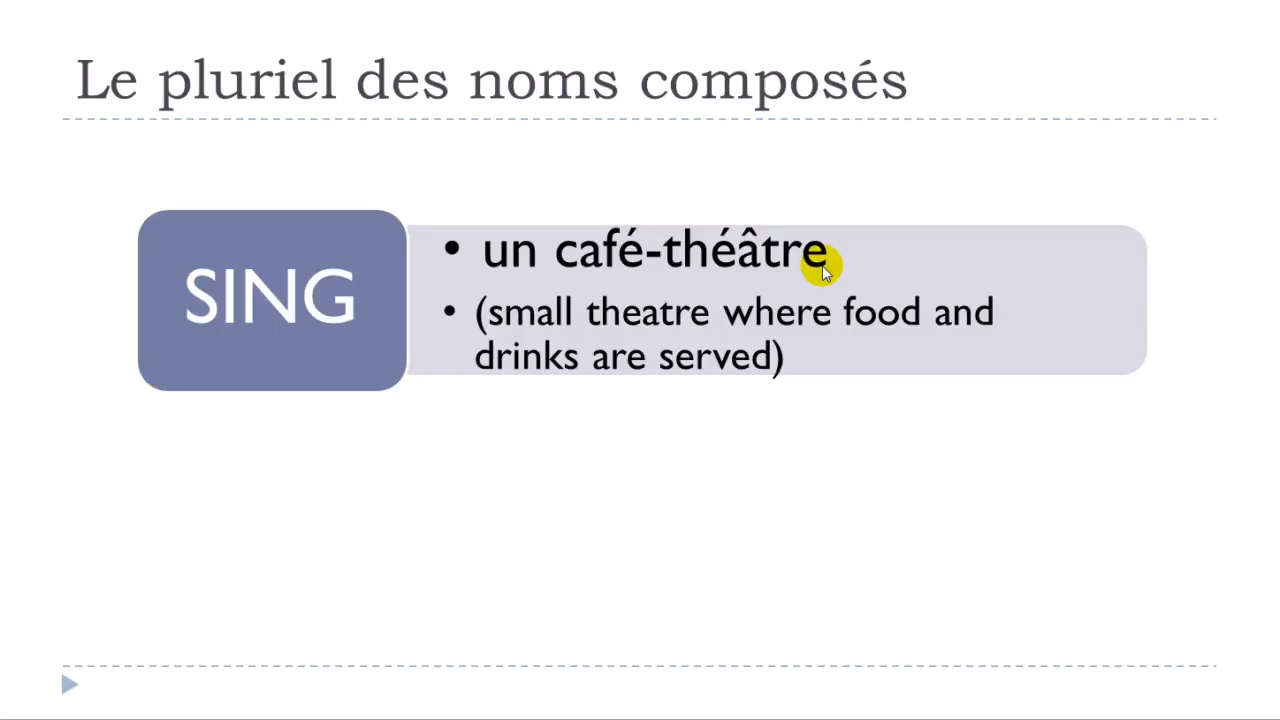 Le pluriel des noms composés
SING
• un café-théâtre
• (small theatre where food and
drinks are served)